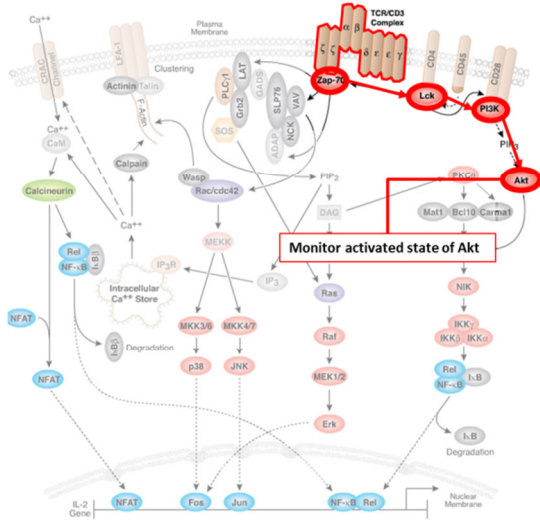 Plasma Membrane
TCR/CD3
Complex
Ca++
CRAC
Channel
LFA-1
Clustering
Actinin
Talin
F-Actin
PLCγ1
LAT
Grb2
GADS
SLP76
VAV
NCK
ADAP
SOS
ζ ζ
α β
δ ε ε γ
Zap-70
CD4
CD45
CD28
Lck
PI3K
PIP3
Akt
Ca++
CaM
Calcineurin
Calpain
Wasp
Rac/cdc42
PIP2
DAG
PKCθ
Mat1
Bcl10
Carma1
Ca++
MEKK
Monitor activated state of Akt
Rel
NF-κB
IκBβ
IP3R
IP3
Intracellular
Ca++ Store
Ras
NIK
NFAT
IκBβ
Degradation
MKK3/6
MKK4/7
Raf
IKKγ
IKKβ
IKKα
NFAT
p38
JNK
MEK1/2
Rel
NF-κB
IκB
Erk
IκB
Degradation
IL-2
Gene
NFAT
Fos
Jun
NF-κB
Rel
Nuclear
Membrane